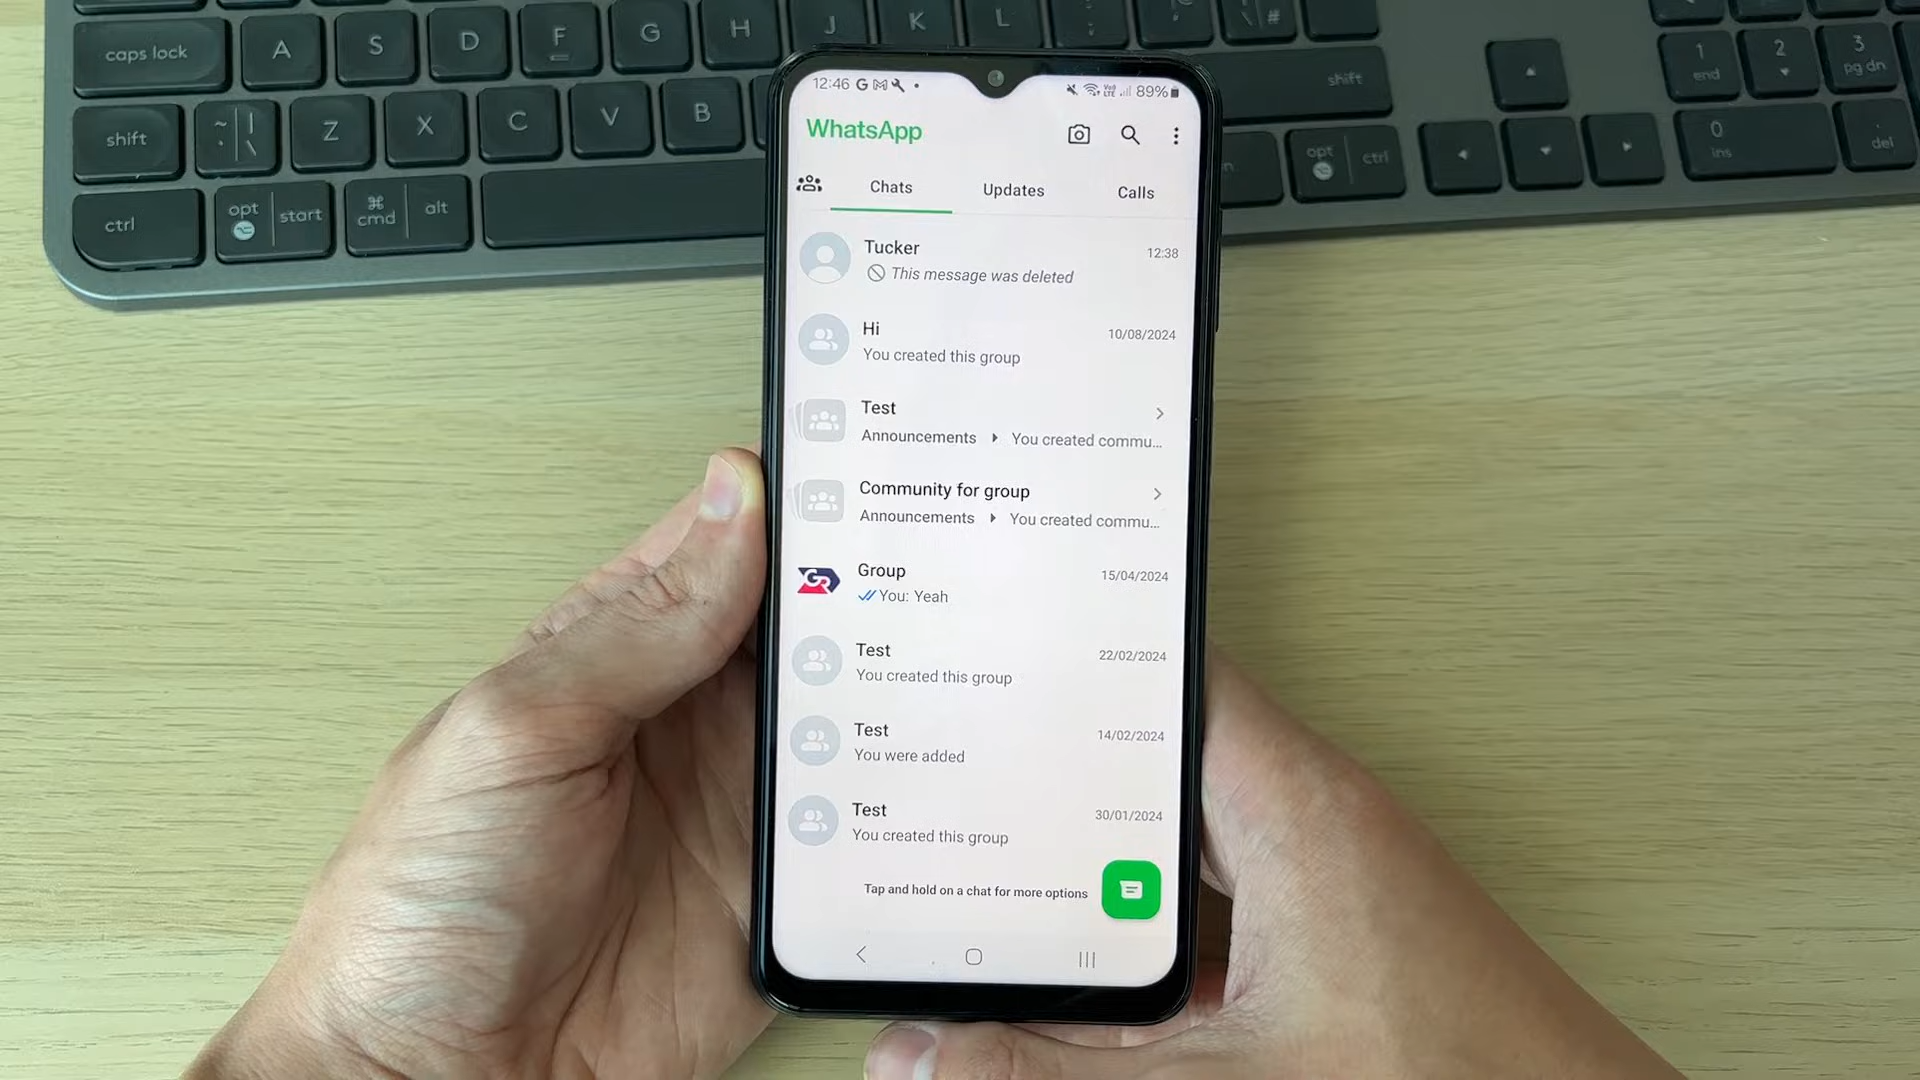 caps lock
A
S
D
F
G
H
J
K
L
:
;
\
#
shift
~
|
\
Z
X
C
V
B
shift
1
end
2
3
pg dn
0
ins
del
ctrl
opt
start
cmd
alt
opt
ctrl
12:46
89%
WhatsApp
Chats
Updates
Calls
Tucker
12:38
This message was deleted
Hi
10/08/2024
You created this group
Test
Announcements You created commu...
Community for group
Announcements You created commu...
Group
15/04/2024
You: Yeah
Test
22/02/2024
You created this group
Test
14/02/2024
You were added
Test
30/01/2024
You created this group
Tap and hold on a chat for more options